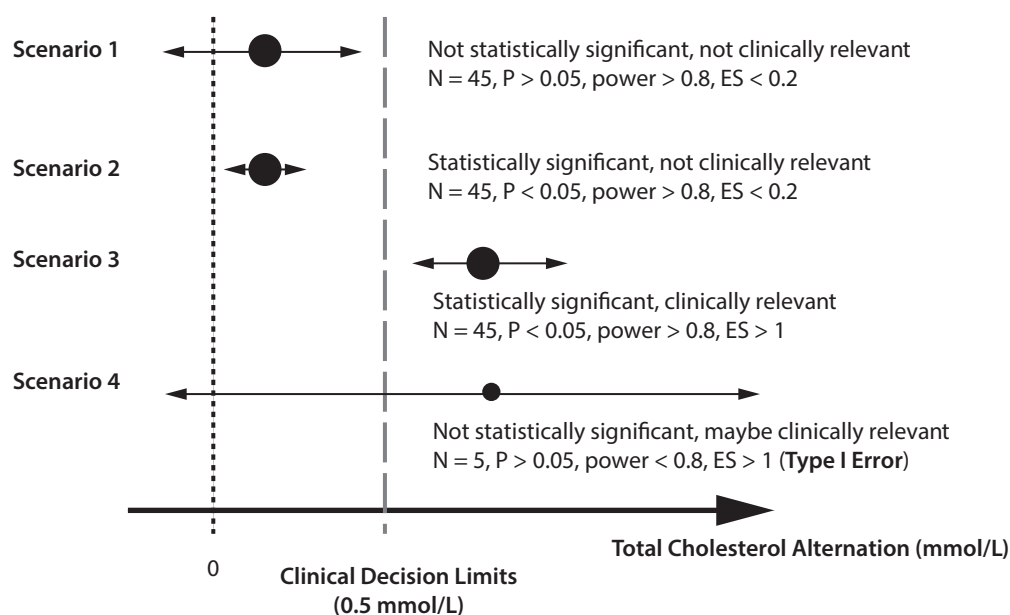 Scenario 1
Not statistically significant, not clinically relevant
N = 45, P > 0.05, power > 0.8, ES < 0.2
Scenario 2
Statistically significant, not clinically relevant
N = 45, P < 0.05, power > 0.8, ES < 0.2
Scenario 3
Statistically significant, clinically relevant
N = 45, P < 0.05, power > 0.8, ES > 1
Scenario 4
Not statistically significant, maybe clinically relevant
N = 5, P > 0.05, power < 0.8, ES > 1 (Type I Error)
Total Cholesterol Alternation (mmol/L)
0
Clinical Decision Limits
(0.5 mmol/L)